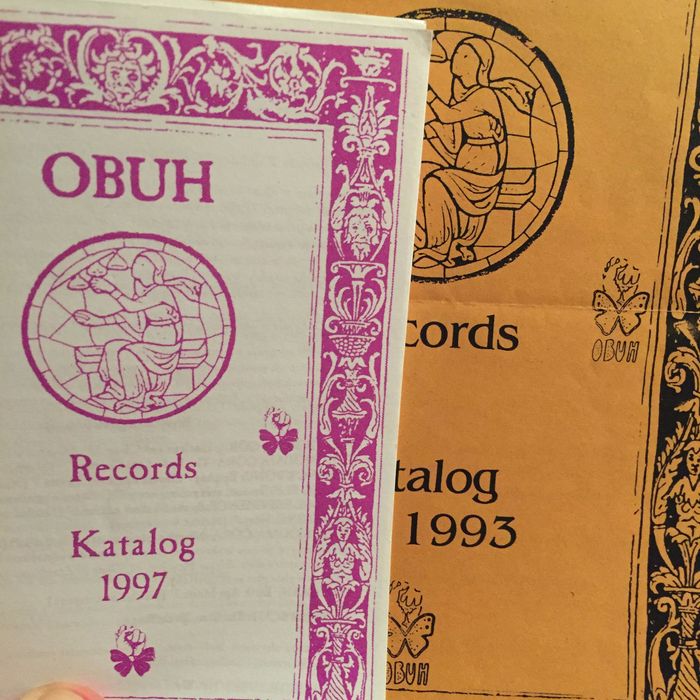 OBUH
Records
Katalog
1997
cords
talog
1993
OBUH
OBUH